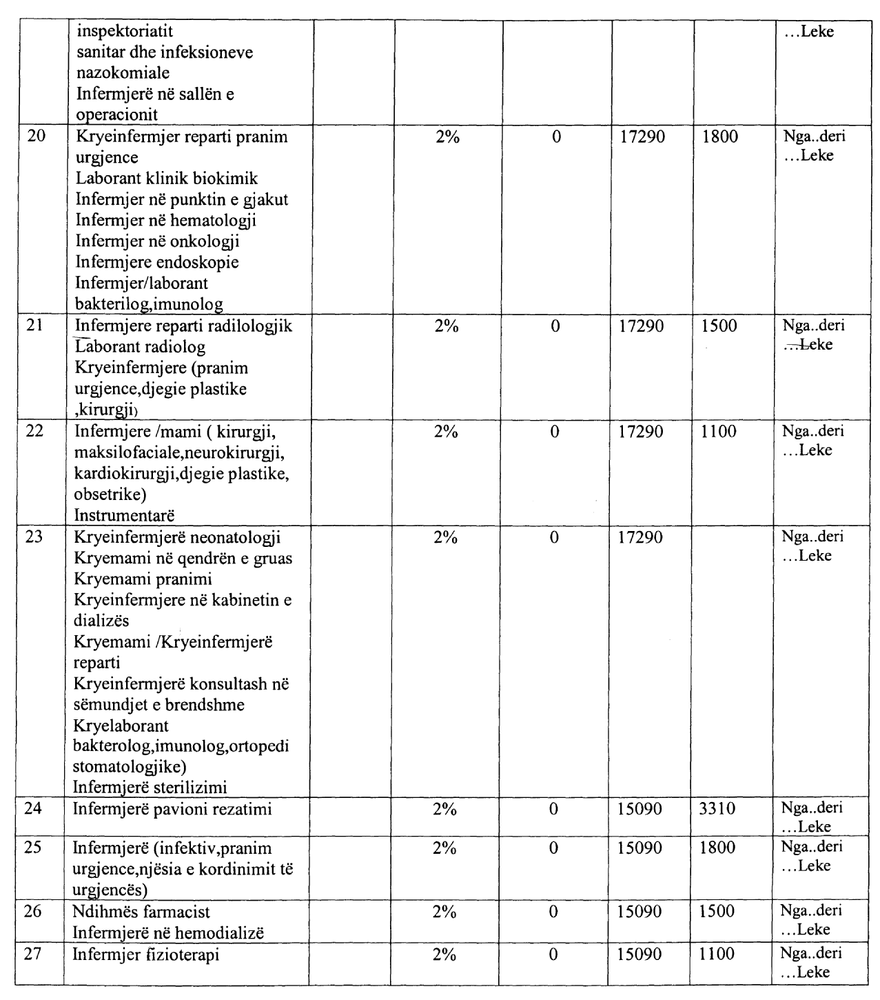 inspektoriatit
sanitar dhe infeksioneve
nazokomiale
Infermjerë në sallën e
operacionit
…Leke
20 Kryeinfermjer reparti pranim 2% 0 17290 1800 Nga..deri
urgjence …Leke
Laborant klinik biokimik
Infermjer në punktin e gjakut
Infermjer në hematologji
Infermjer në onkologji
Infermjere endoskopie
Infermjer/laborant
bakterilog,imunolog
21 Infermjere reparti radilologjik 2% 0 17290 1500 Nga..deri
Laborant radiolog …Leke
Kryeinfermjere (pranim
urgjence,djegie plastike
,kirurgji)
22 Infermjere /mami ( kirurgji, 2% 0 17290 1100 Nga..deri
maksilofaciale,neurokirurgji, …Leke
kardiokirurgji,djegie plastike,
obsetrike)
Instrumentarë
23 Kryeinfermjerë neonatologji 2% 0 17290 Nga..deri
Kryemami në qendrën e gruas …Leke
Kryemami pranimi
Kryeinfermjere në kabinetin e
dializës
Kryemami /Kryeinfermjerë
reparti
Kryeinfermjerë konsultash në
sëmundjet e brendshme
Kryelaborant
bakterolog,imunolog,ortopedi
stomatologjike)
Infermjerë sterilizimi
24 Infermjerë pavioni rezatimi 2% 0 15090 3310 Nga..deri
…Leke
25 Infermjerë (infektiv,pranim 2% 0 15090 1800 Nga..deri
urgjence,njësia e kordinimit të …Leke
urgjencës)
26 Ndihmës farmacist 2% 0 15090 1500 Nga..deri
Infermjerë në hemodializë …Leke
27 Infermjer fizioterapi 2% 0 15090 1100 Nga..deri
…Leke